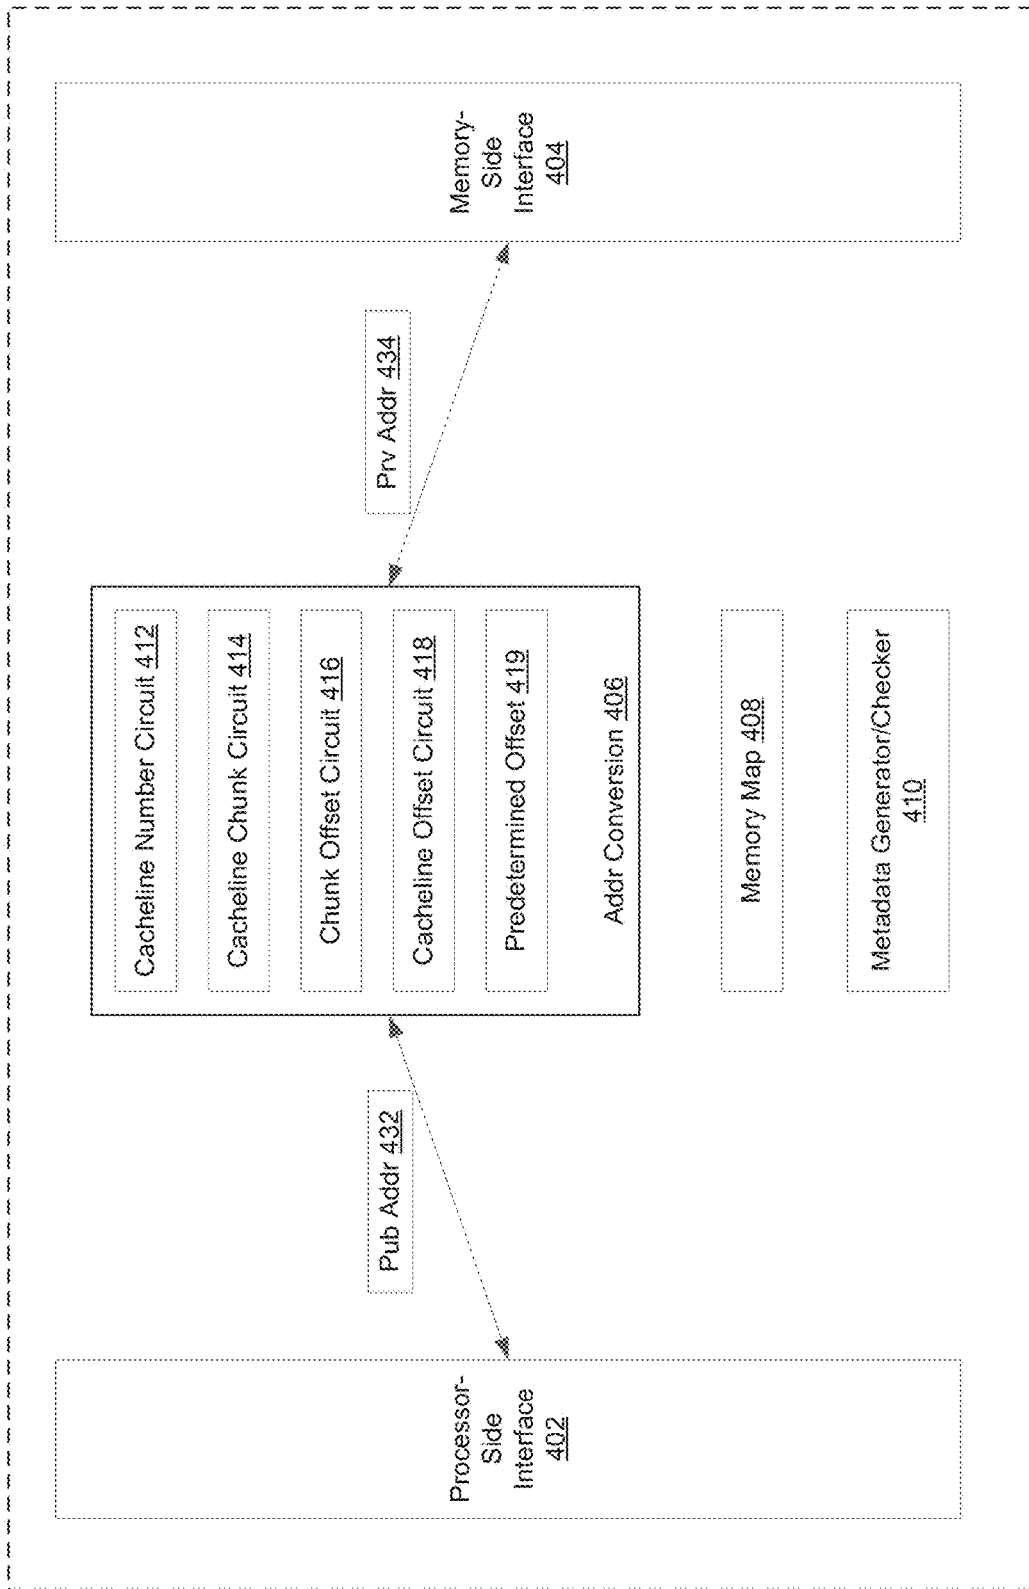 Processor-
Side
Interface
402
Pub Addr 432
Cacheline Number Circuit 412
Cacheline Chunk Circuit 414
Chunk Offset Circuit 416
Cacheline Offset Circuit 418
Predetermined Offset 419
Addr Conversion 406
Memory Map 408
Metadata Generator/Checker
410
Prv Addr 434
Memory-
Side
Interface
404